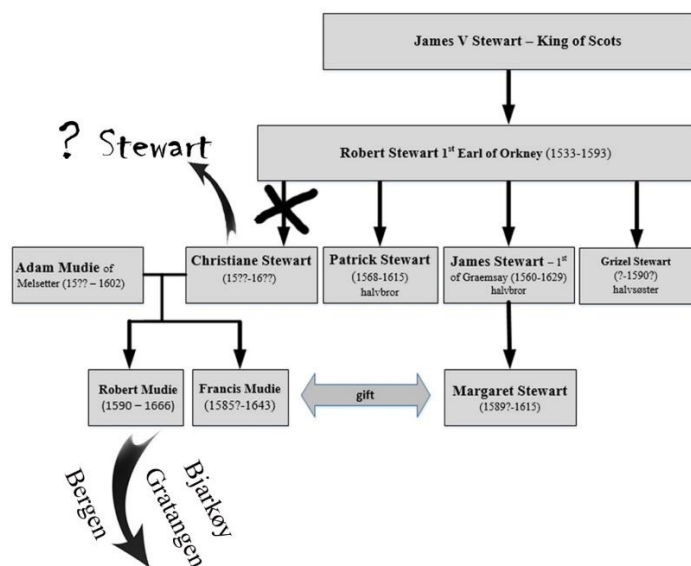 James V Stewart – King of Scots
Robert Stewart 1st Earl of Orkney (1533-1593)
? Stewart
Adam Mudie of
Melsetter (15?? – 1602)
Christiane Stewart
(15??-16??)
Patrick Stewart
(1568-1615)
halvbror
James Stewart – 1st
of Graemsay (1560-1629)
halvbror
Grizel Stewart
(?-1590?)
halvsøster
Robert Mudie
(1590 – 1666)
Francis Mudie
(1585?-1643)
gift
Margaret Stewart
(1589?-1615)
Bergen
Gratangen
Bjarkøy